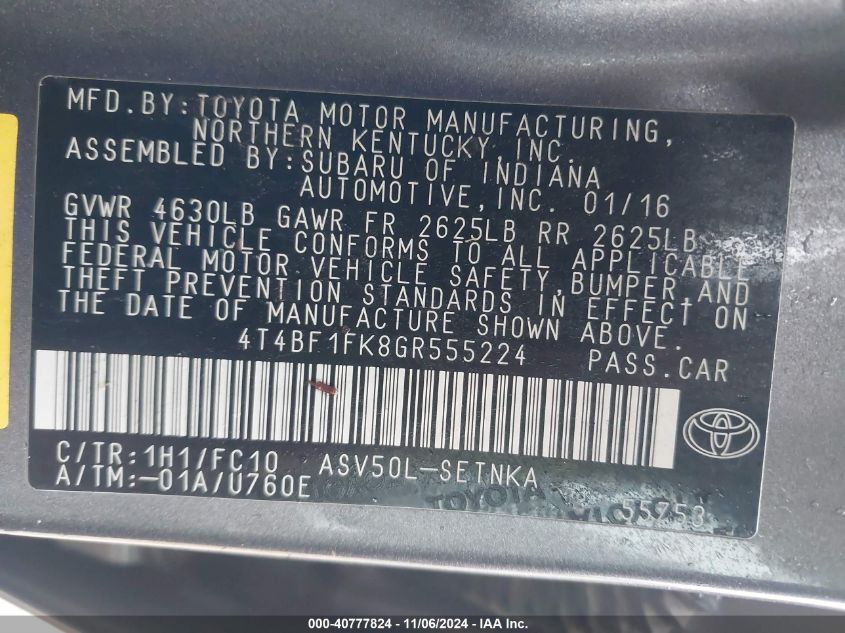 MFD.BY:TOYOTA MOTOR MANUFACTURING,
NORTHERN KENTUCKY, INC.
ASSEMBLED BY:SUBARU OF INDIANA
AUTOMOTIVE,INC. 01/16
GVWR 4630LB GAWR FR 2625LB RR 2625LB
THIS VEHICLE CONFORMS TO ALL APPLICABLE
FEDERAL MOTOR VEHICLE SAFETY,BUMPER,AND
THEFT PREVENTION STANDARDS IN EFFECT ON
THE DATE OF MANUFACTURE SHOWN ABOVE.
4T4BF1FK8GR555224 PASS.CAR
C/TR:1H1/FC10 ASV50L-SETNKA
A/TM:-01A/U760E
TOYOTA
000-40777824 - 11/06/2024 - IAAI.COM